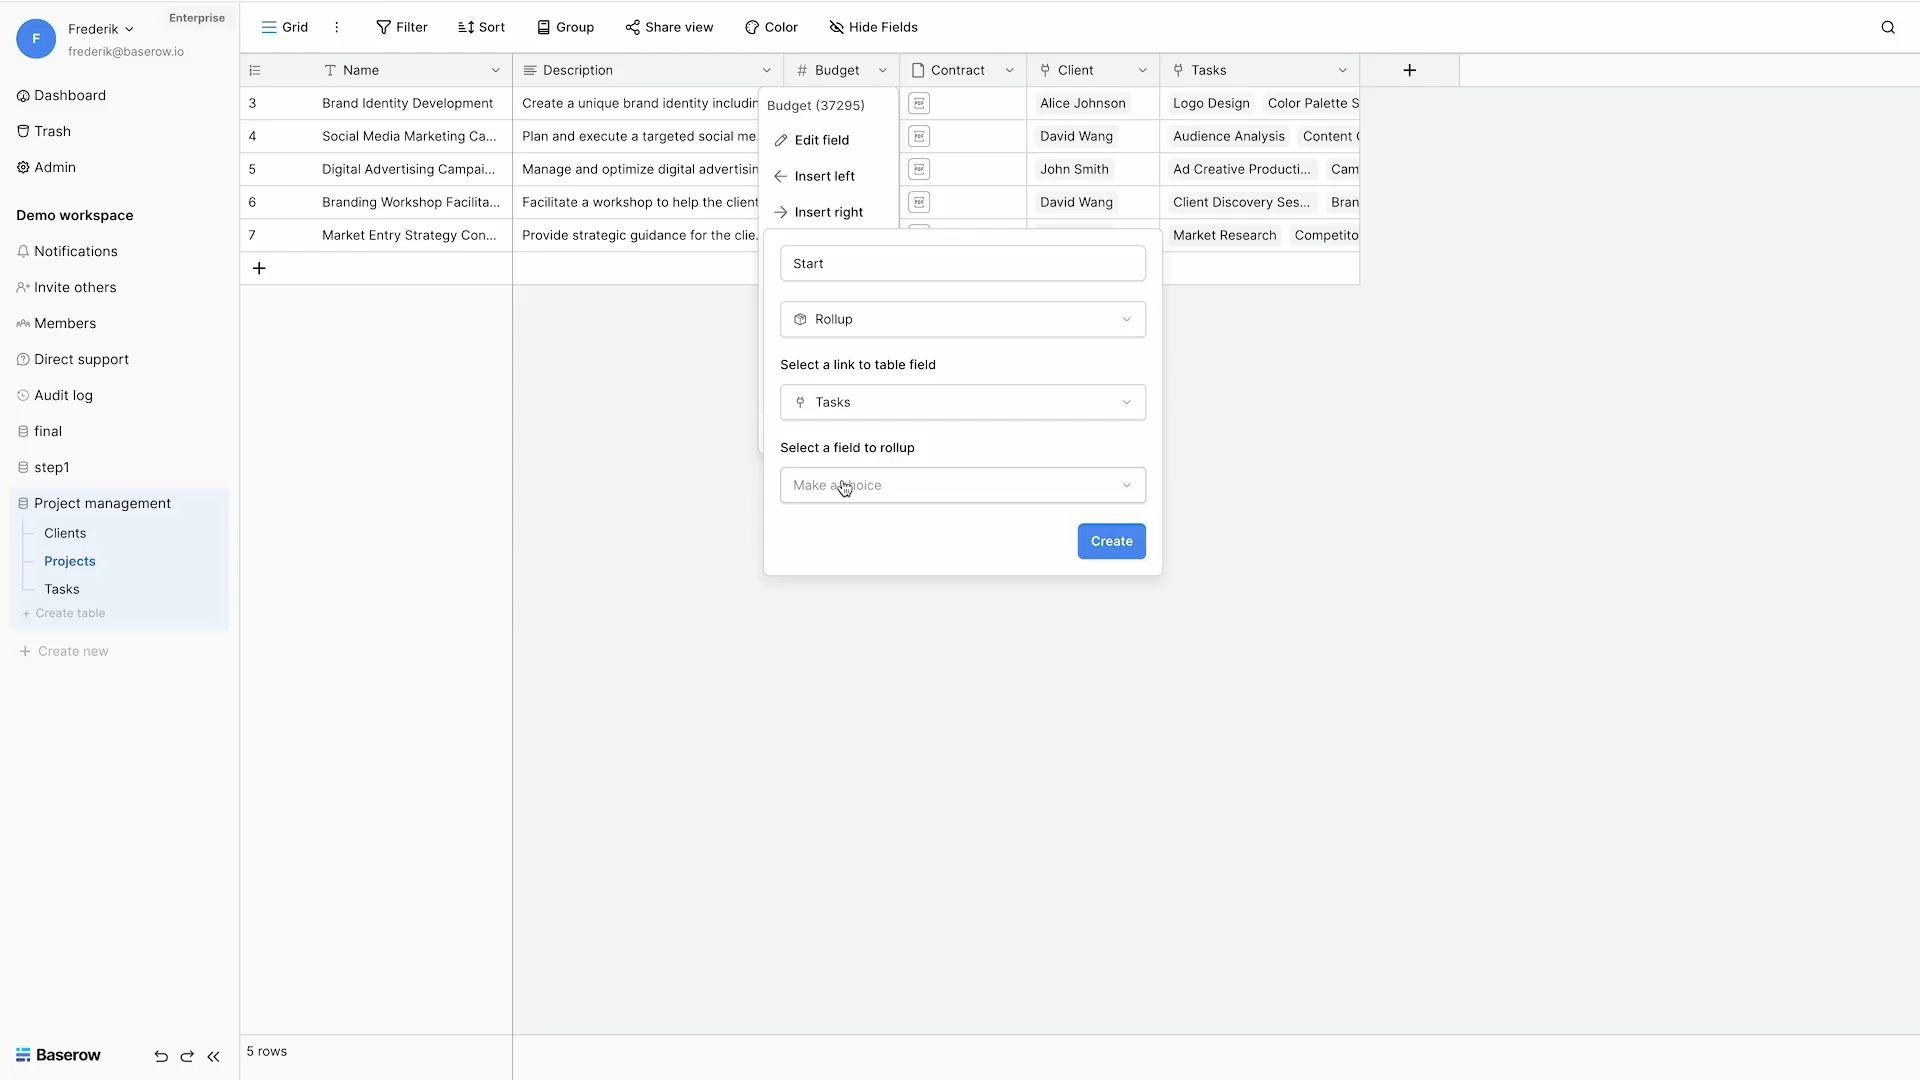 F
Frederik
Enterprise
frederik@baserow.io
Dashboard
Trash
Admin
Demo workspace
Notifications
Invite others
Members
Direct support
Audit log
final
step1
Project management
Clients
Projects
Tasks
+ Create table
+ Create new
Baserow
Grid
Filter
Sort
Group
Share view
Color
Hide Fields
Name
Description
# Budget
Contract
Client
Tasks
+
3 Brand Identity Development Create a unique brand identity includin PDF Alice Johnson Logo Design Color Palette S
4 Social Media Marketing Ca... Plan and execute a targeted social me... PDF David Wang Audience Analysis Content
5 Digital Advertising Campai... Manage and optimize digital advertisin PDF John Smith Ad Creative Producti... Cam
6 Branding Workshop Facilita... Facilitate a workshop to help the client PDF David Wang Client Discovery Ses... Bran
7 Market Entry Strategy Con... Provide strategic guidance for the clie... Market Research Competito
+
Budget (37295)
Edit field
Insert left
Insert right
Start
Rollup
Select a link to table field
Tasks
Select a field to rollup
Make a choice
Create
5 rows